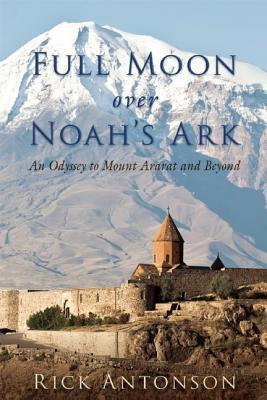 FULL MOON
over
NOAH'S ARK
An Odyssey to Mount Ararat and Beyond
RICK ANTONSON